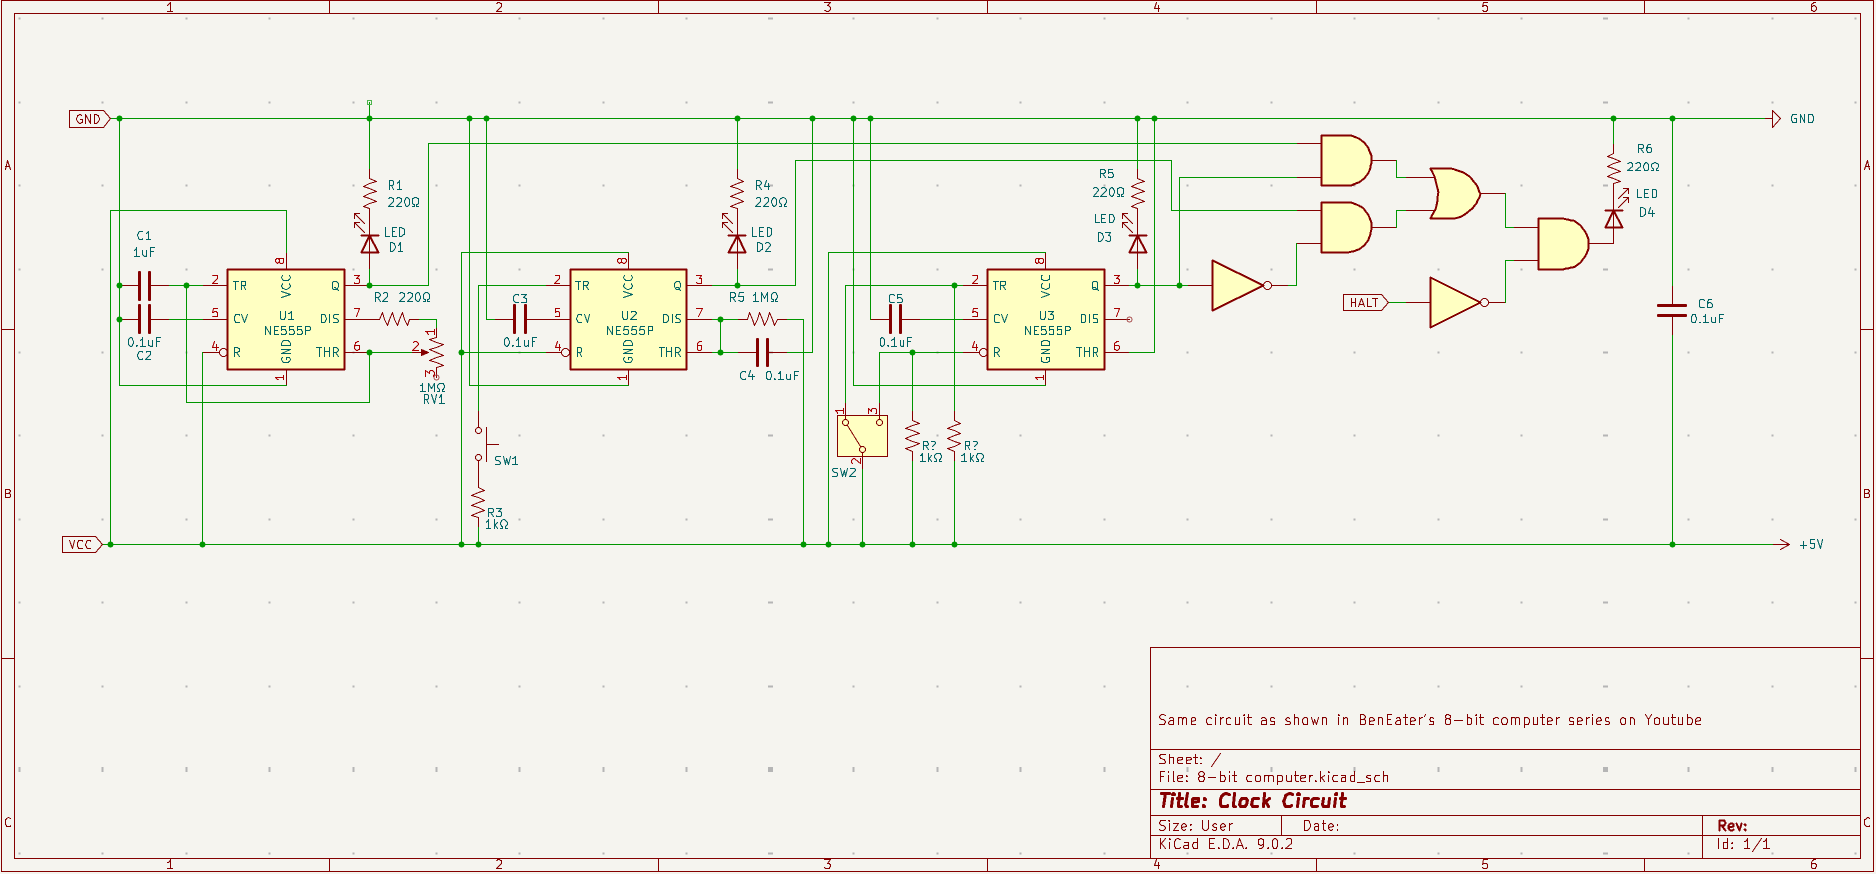 1 2 3 4 5 6
A A
B B
C C
1 2 3 4 5 6
GND
GND
VCC
+5V
C1
1uF
0.1uF
C2
2 TR
5 CV
4 R
8
VCC
U1
NE555P
GND
1
Q 3
DIS 7
THR 6
R1
220Ω
LED
D1
R2 220Ω
1
2
3
1MΩ
RV1
C3
0.1uF
2 TR
5 CV
4 R
8
VCC
U2
NE555P
GND
1
Q 3
DIS 7
THR 6
R4
220Ω
LED
D2
R5 1MΩ
C4 0.1uF
SW1
R3
1kΩ
C5
0.1uF
2 TR
5 CV
4 R
8
VCC
U3
NE555P
GND
1
Q 3
DIS 7
THR 6
R5
220Ω
LED
D3
1 3
2
SW2
R?
1kΩ
R?
1kΩ
HALT
R6
220Ω
LED
D4
C6
0.1uF
Same circuit as shown in BenEater's 8-bit computer series on Youtube
Sheet: /
File: 8-bit computer.kicad_sch
Title: Clock Circuit
Size: User Date: Rev:
KiCad E.D.A. 9.0.2 Id: 1/1